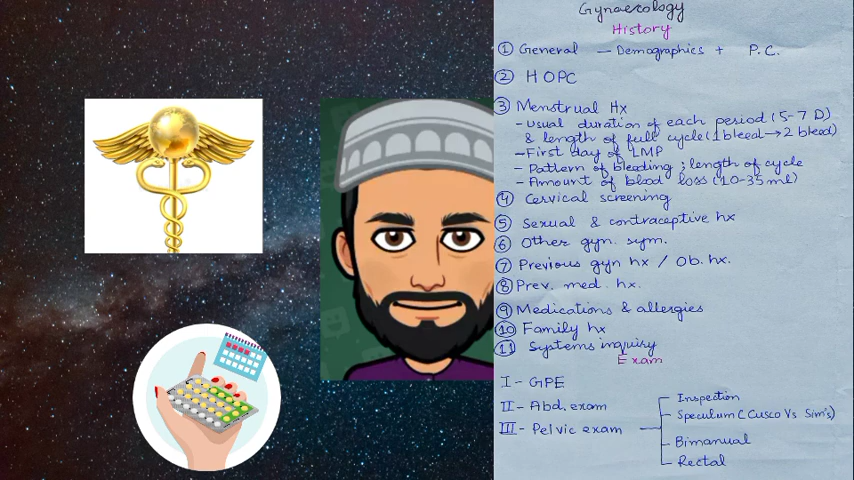 Gynaecology
History
① General — Demographics + P.C.
② HOPC
③ Menstrual Hx
- Usual duration of each period (5-7 D)
& length of full cycle (1 bleed → 2 bleed)
- First day of LMP
- Pattern of bleeding ; length of cycle
- Amount of blood loss (10-35 ml)
④ Cervical screening
⑤ Sexual & contraceptive hx
⑥ Other gyn. sym.
⑦ Previous gyn hx / Ob. hx.
⑧ Prev. med. hx.
⑨ Medications & allergies
⑩ Family hx
⑪ Systems inquiry
Exam
I - GPE
II - Abd. exam
III - Pelvic exam
Inspection
Speculum (Cusco Vs Sim's)
Bimanual
Rectal